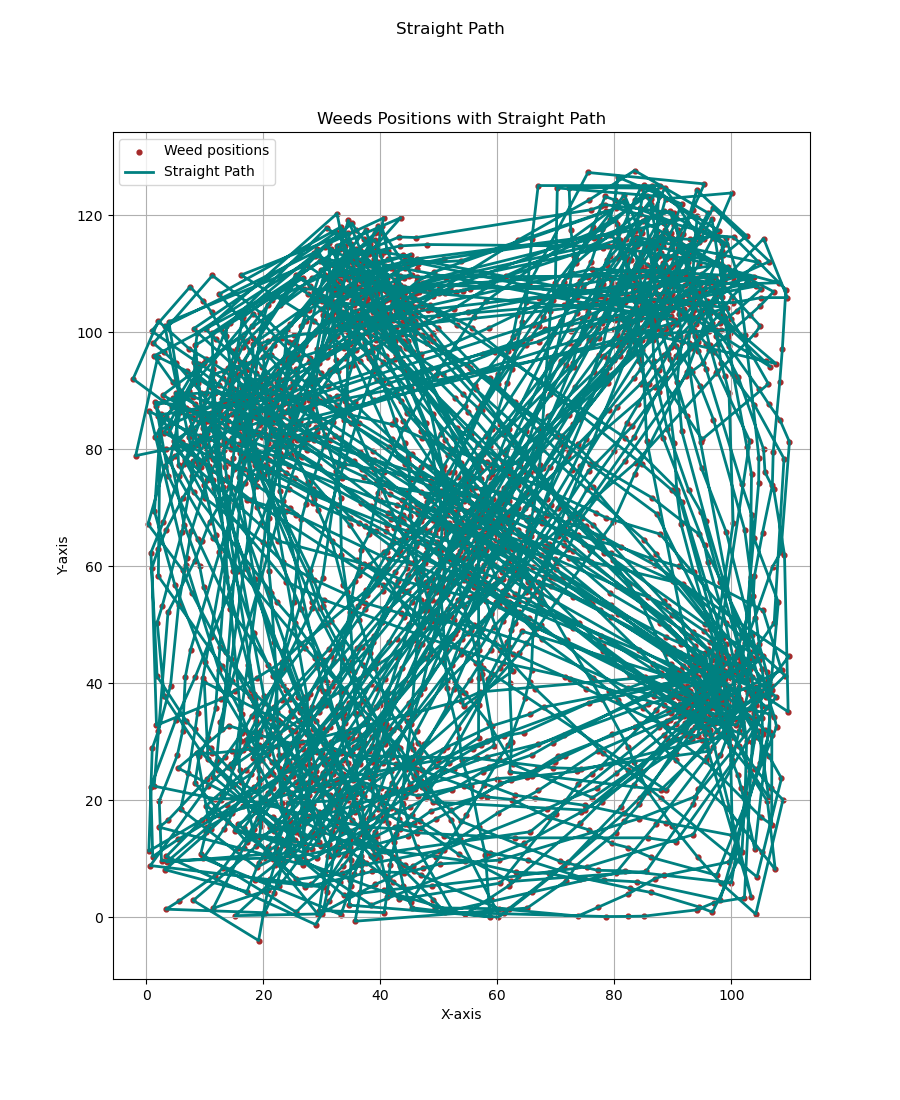 Straight Path
Weeds Positions with Straight Path
Weed positions
Straight Path
120
100
80
60
40
20
0
Y-axis
0 20 40 60 80 100
X-axis